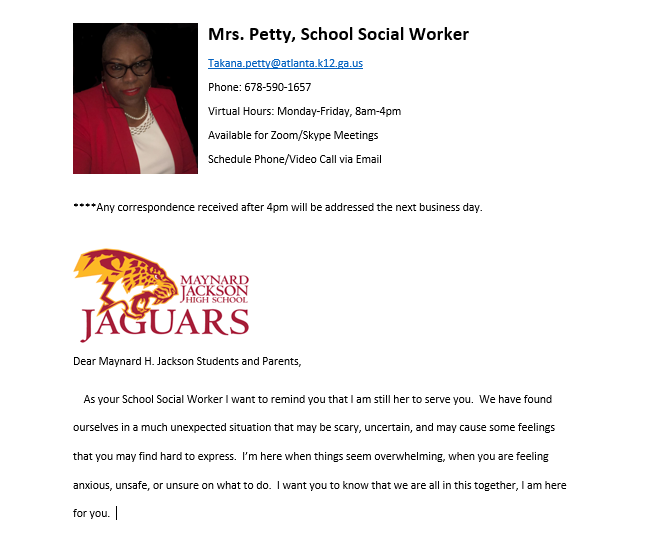 Mrs. Petty, School Social Worker
Takana.petty@atlanta.k12.ga.us
Phone: 678-590-1657
Virtual Hours: Monday-Friday, 8am-4pm
Available for Zoom/Skype Meetings
Schedule Phone/Video Call via Email
****Any correspondence received after 4pm will be addressed the next business day.
MAYNARD
JACKSON
HIGH SCHOOL
JAGUARS
Dear Maynard H. Jackson Students and Parents,
As your School Social Worker I want to remind you that I am still her to serve you.  We have found
ourselves in a much unexpected situation that may be scary, uncertain, and may cause some feelings
that you may find hard to express.  I’m here when things seem overwhelming, when you are feeling
anxious, unsafe, or unsure on what to do.  I want you to know that we are all in this together, I am here
for you.